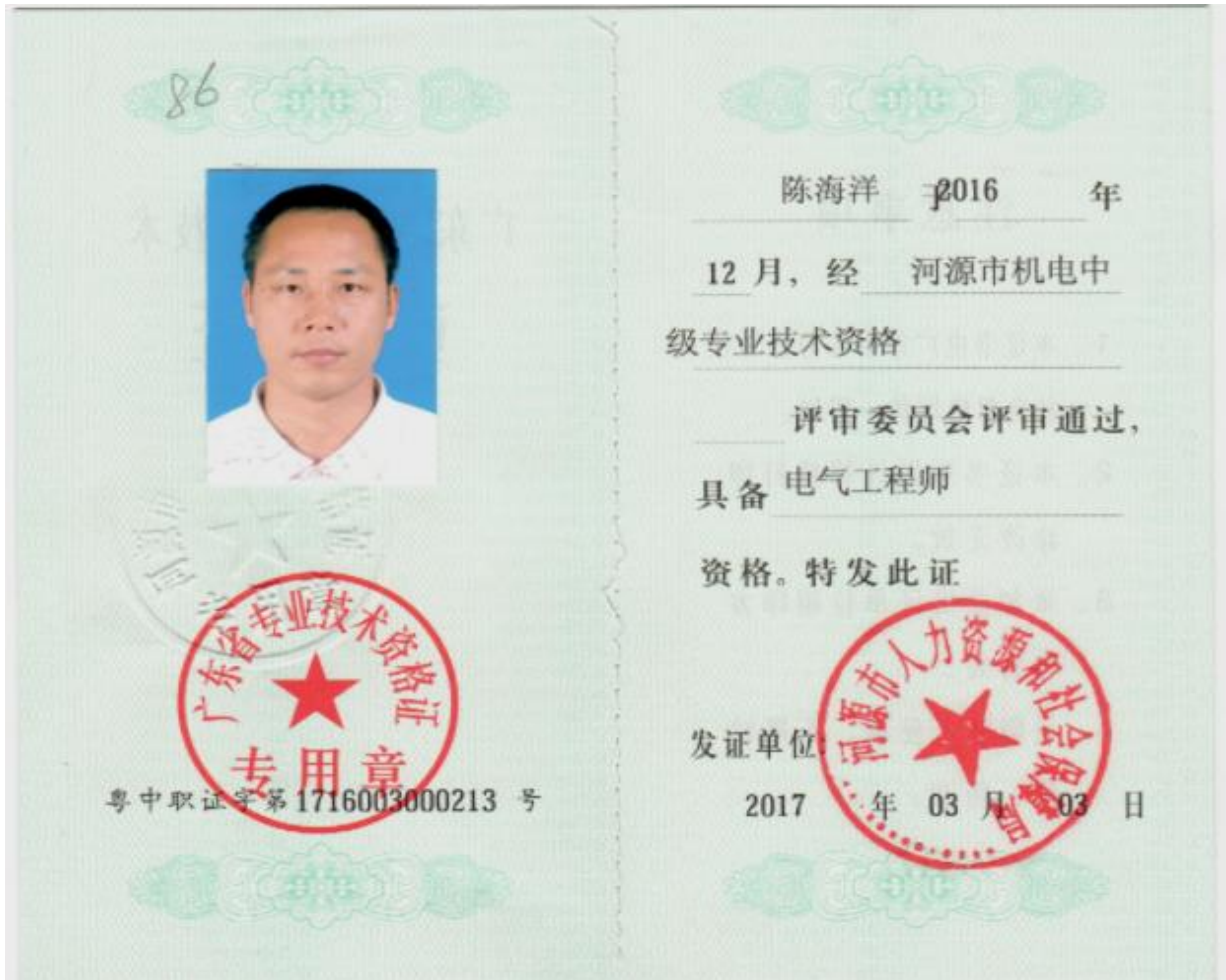 86
广东省专业技术资格证
专用章
粤中职证字第1716003000213 号
陈海洋 于2016 年
12 月, 经 河源市机电中
级专业技术资格
评审委员会评审通过,
具备 电气工程师
资格。特发此证
河源市人力资源和社会保障局
发证单位:
2017 年 03 月 03 日